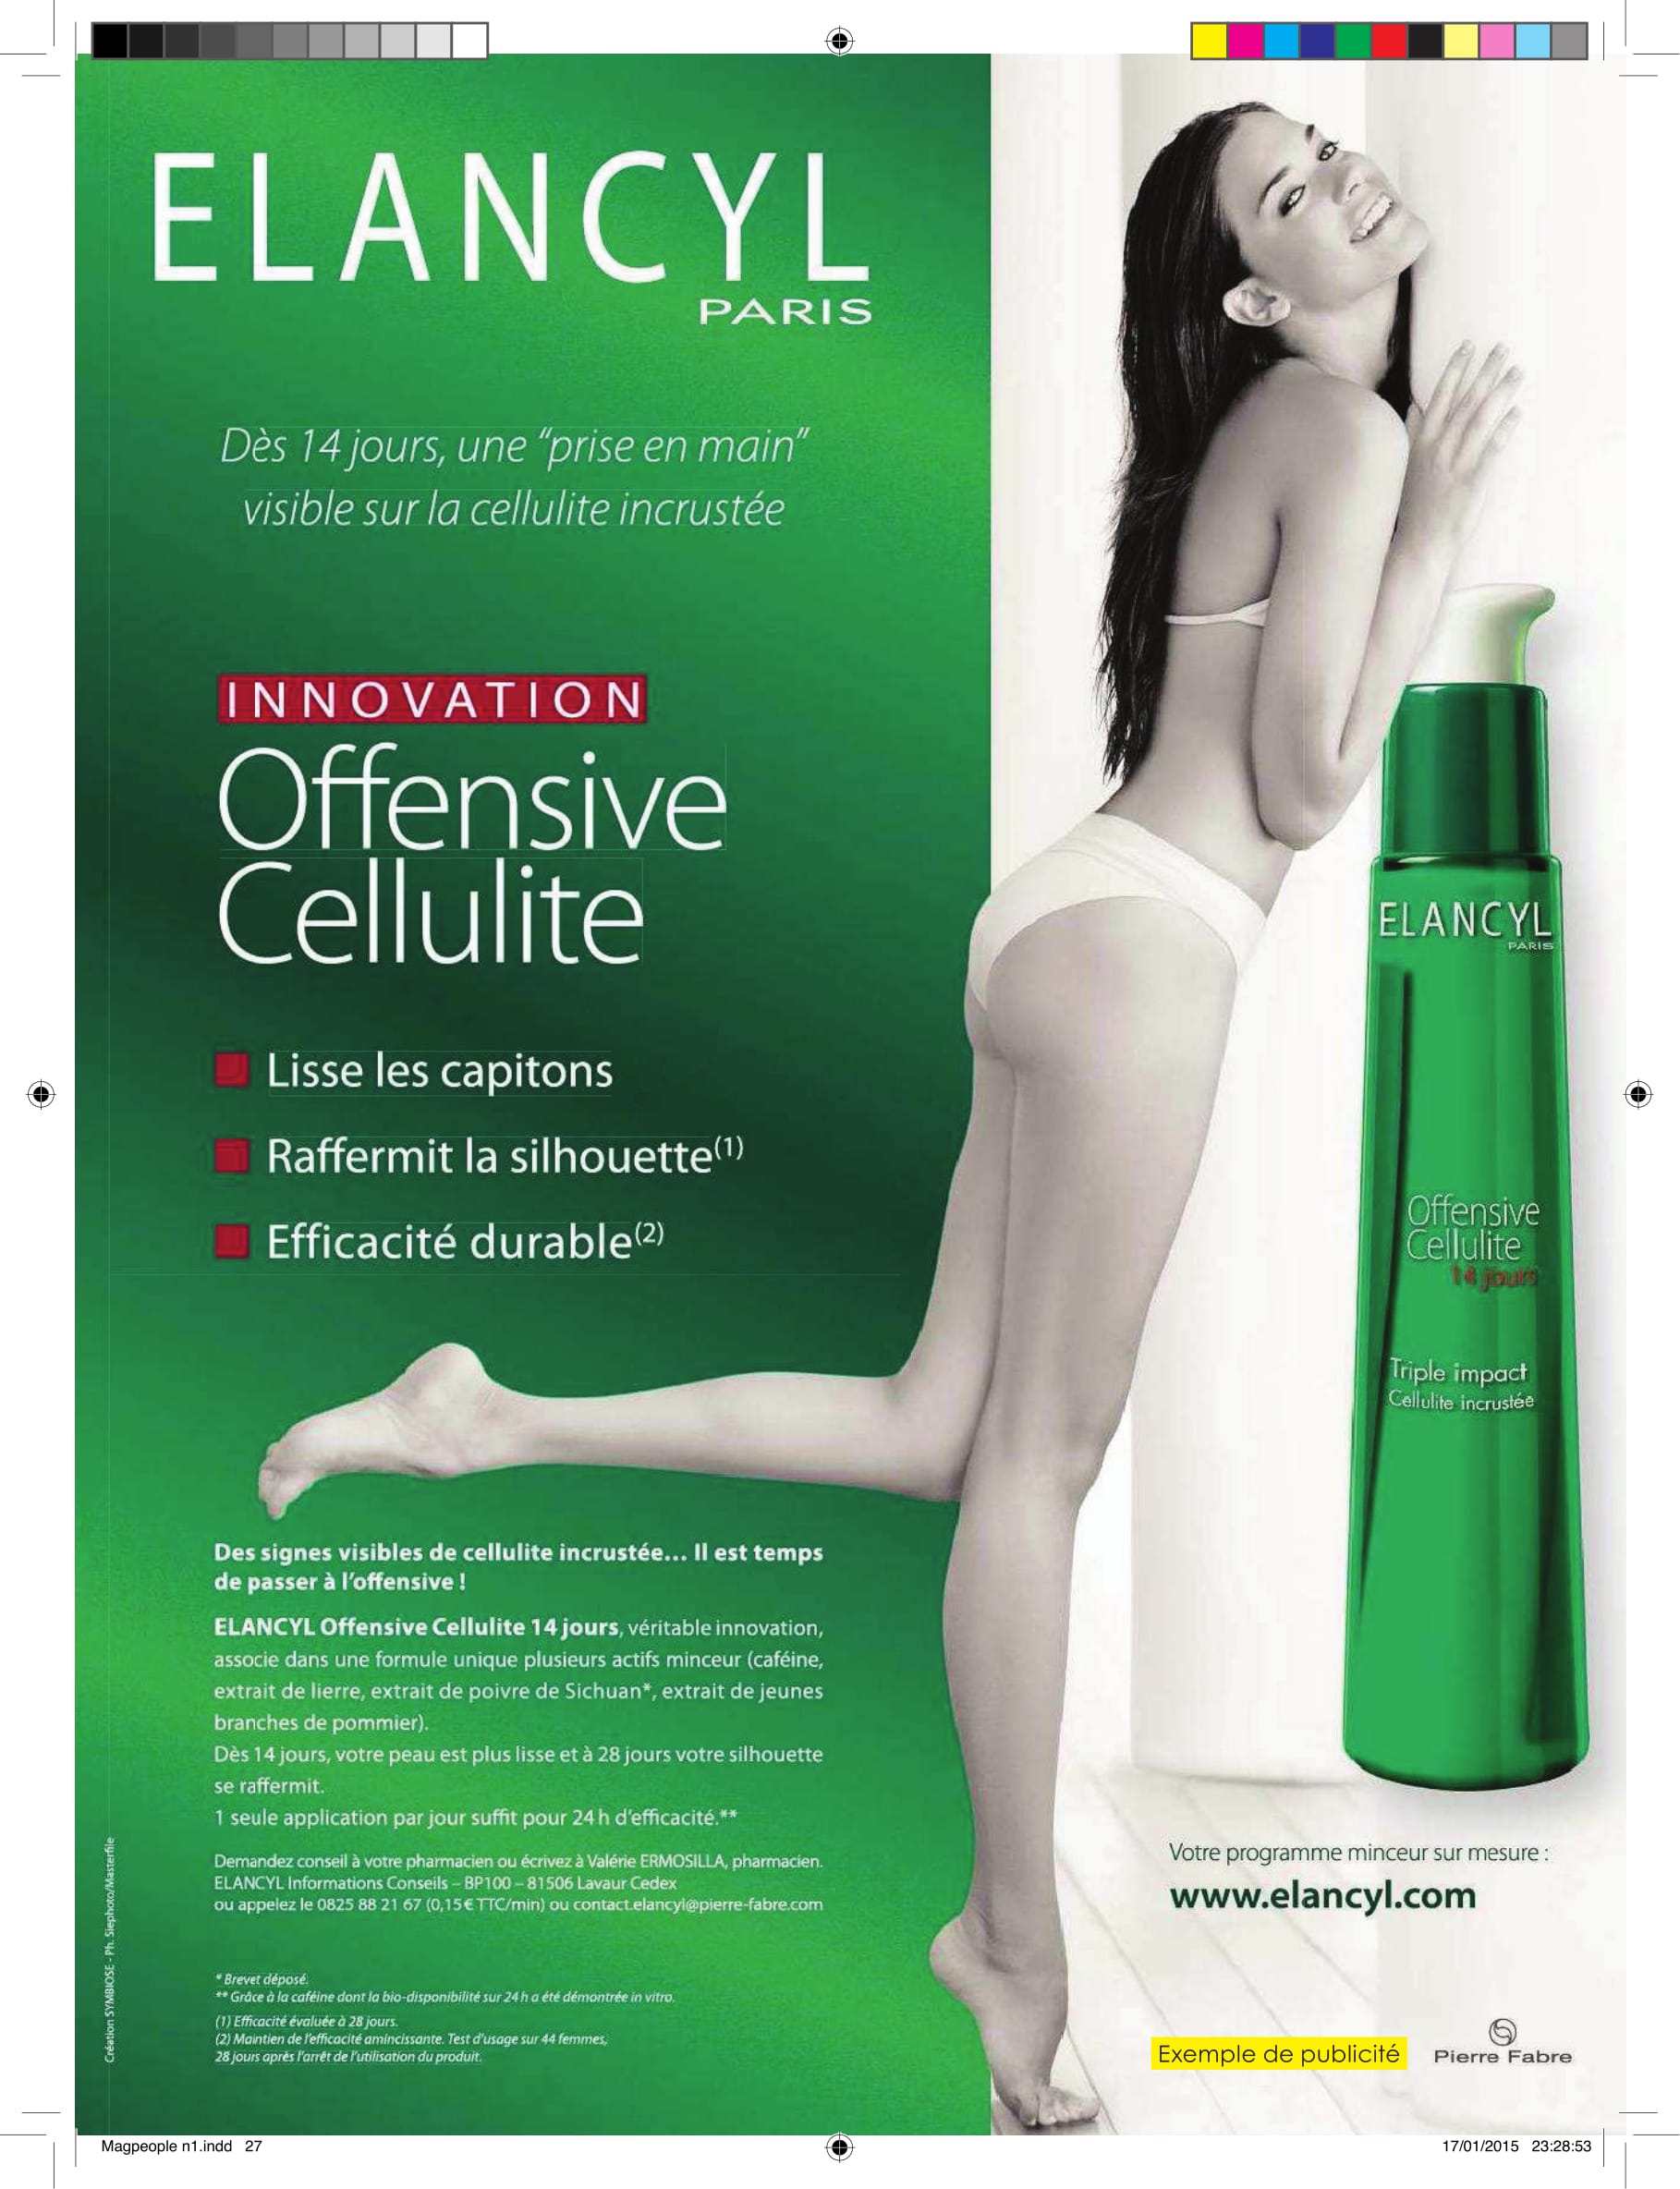 ELANCYL
PARIS
Dès 14 jours, une “prise en main”
visible sur la cellulite incrustée
INNOVATION
Offensive
Cellulite
Lisse les capitons
Raffermit la silhouette(1)
Efficacité durable(2)
ELANCYL
PARIS
Offensive
Cellulite
14 jours
Triple impact
Cellulite incrustée
Des signes visibles de cellulite incrustée... Il est temps
de passer à l’offensive !
ELANCYL Offensive Cellulite 14 jours, véritable innovation,
associe dans une formule unique plusieurs actifs minceur (caféine,
extrait de lierre, extrait de poivre de Sichuan*, extrait de jeunes
branches de pommier).
Dès 14 jours, votre peau est plus lisse et à 28 jours votre silhouette
se raffermit.
1 seule application par jour suffit pour 24 h d’efficacité.**
Demandez conseil à votre pharmacien ou écrivez à Valérie ERMOSILLA, pharmacien.
ELANCYL Informations Conseils – BP100 – 81506 Lavaur Cedex
ou appelez le 0825 88 21 67 (0,15 € TTC/min) ou contact.elancyl@pierre-fabre.com
* Brevet déposé.
** Grâce à la caféine dont la bio-disponibilité sur 24 h a été démontrée in vitro.
(1) Efficacité évaluée à 28 jours.
(2) Maintien de l’efficacité amincissante. Test d’usage sur 44 femmes,
28 jours après l’arrêt de l’utilisation du produit.
Création SYMBIOSE - Ph. Siephoto/Masterfile
Votre programme minceur sur mesure :
www.elancyl.com
Exemple de publicité
Pierre Fabre
Magpeople n1.indd 27
17/01/2015 23:28:53